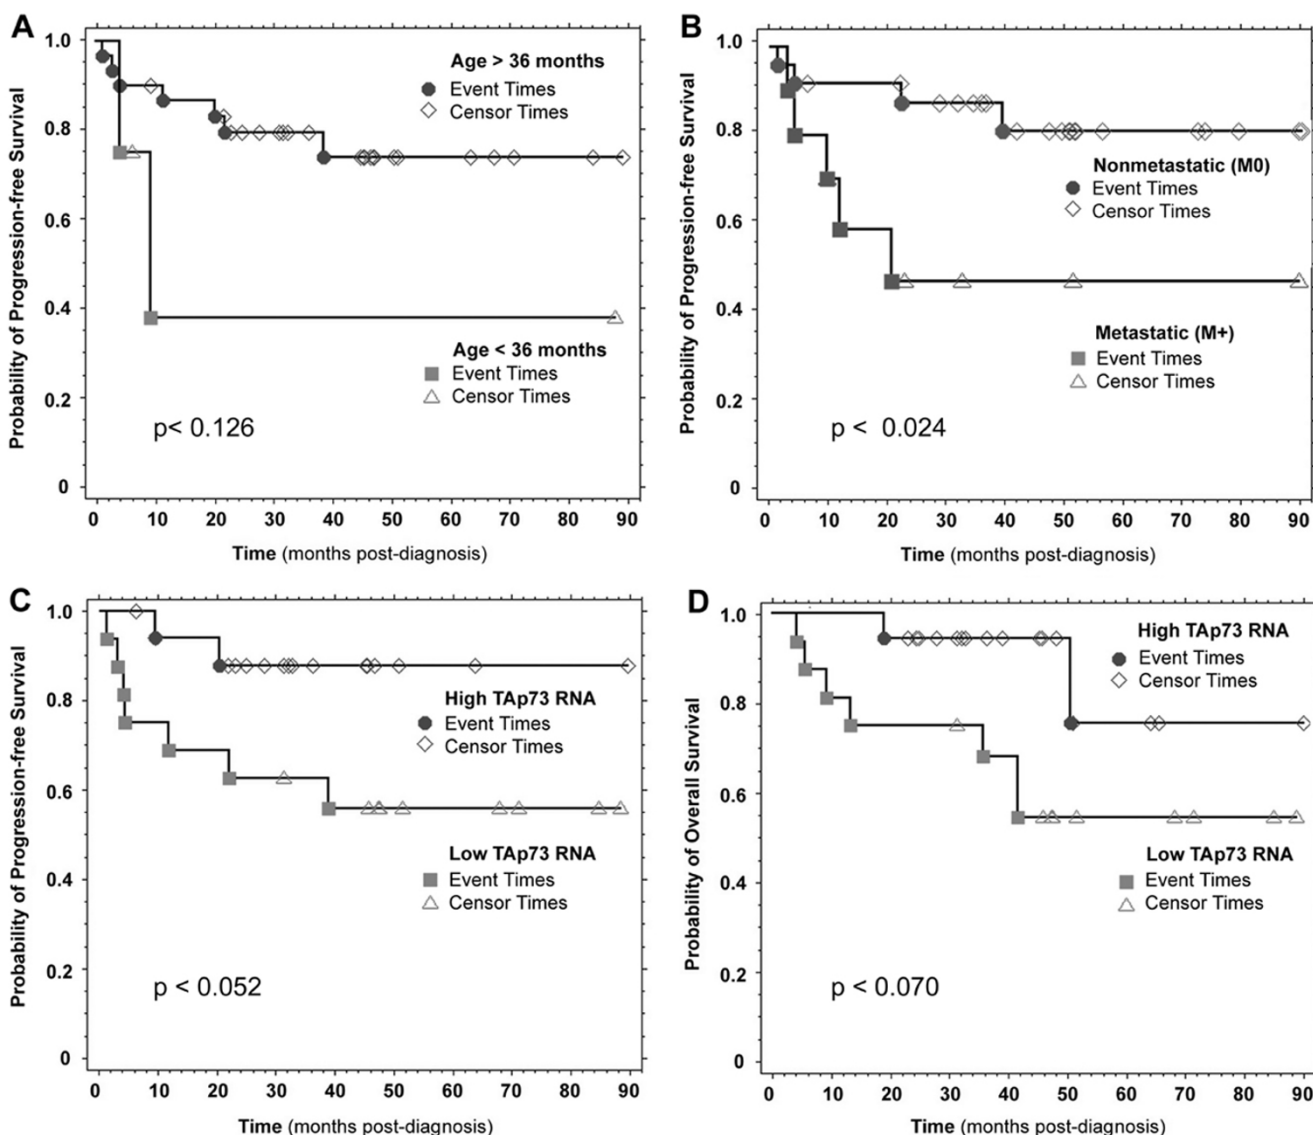 A
Probability of Progression-free Survival
1.0
0.8
0.6
0.4
0.2
0
Age > 36 months
Event Times
Censor Times
Age < 36 months
Event Times
Censor Times
p< 0.126
0 10 20 30 40 50 60 70 80 90
Time (months post-diagnosis)
B
Probability of Progression-free Survival
1.0
0.8
0.6
0.4
0.2
0
Nonmetastatic (M0)
Event Times
Censor Times
Metastatic (M+)
Event Times
Censor Times
p < 0.024
0 10 20 30 40 50 60 70 80 90
Time (months post-diagnosis)
C
Probability of Progression-free Survival
1.0
0.8
0.6
0.4
0.2
0
High TAp73 RNA
Event Times
Censor Times
Low TAp73 RNA
Event Times
Censor Times
p < 0.052
0 10 20 30 40 50 60 70 80 90
Time (months post-diagnosis)
D
Probability of Overall Survival
1.0
0.8
0.6
0.4
0.2
0
High TAp73 RNA
Event Times
Censor Times
Low TAp73 RNA
Event Times
Censor Times
p < 0.070
0 10 20 30 40 50 60 70 80 90
Time (months post-diagnosis)